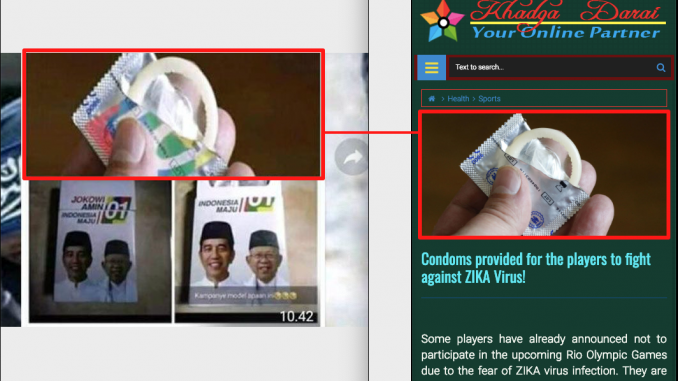 JOKOWI
AMIN
01
INDONESIA
MAJU
JOKOWI
AMIN
01
INDONESIA
MAJU
Kampanye model apaan ini
10.42
Khadga Darai
Your Online Partner
Text to search...
Health > Sports
Condoms provided for the players to fight
against ZIKA Virus!
Some players have already announced not to
participate in the upcoming Rio Olympic Games
due to the fear of ZIKA virus infection. They are